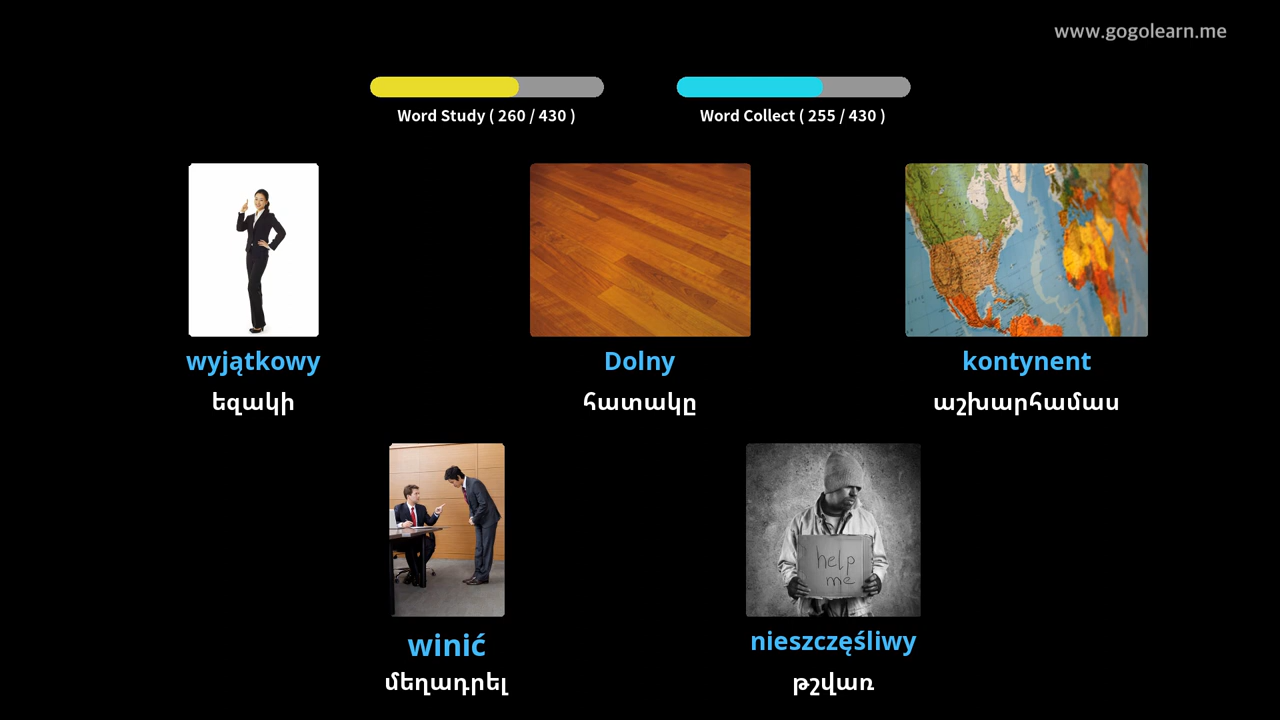 www.gogolearn.me
Word Study ( 260 / 430 )
Word Collect ( 255 / 430 )
wyjątkowy
Dolny
kontynent
եզակի
հատակը
աշխարհամաս
help
me
winić
nieszczęśliwy
մեղադրել
թշվառ